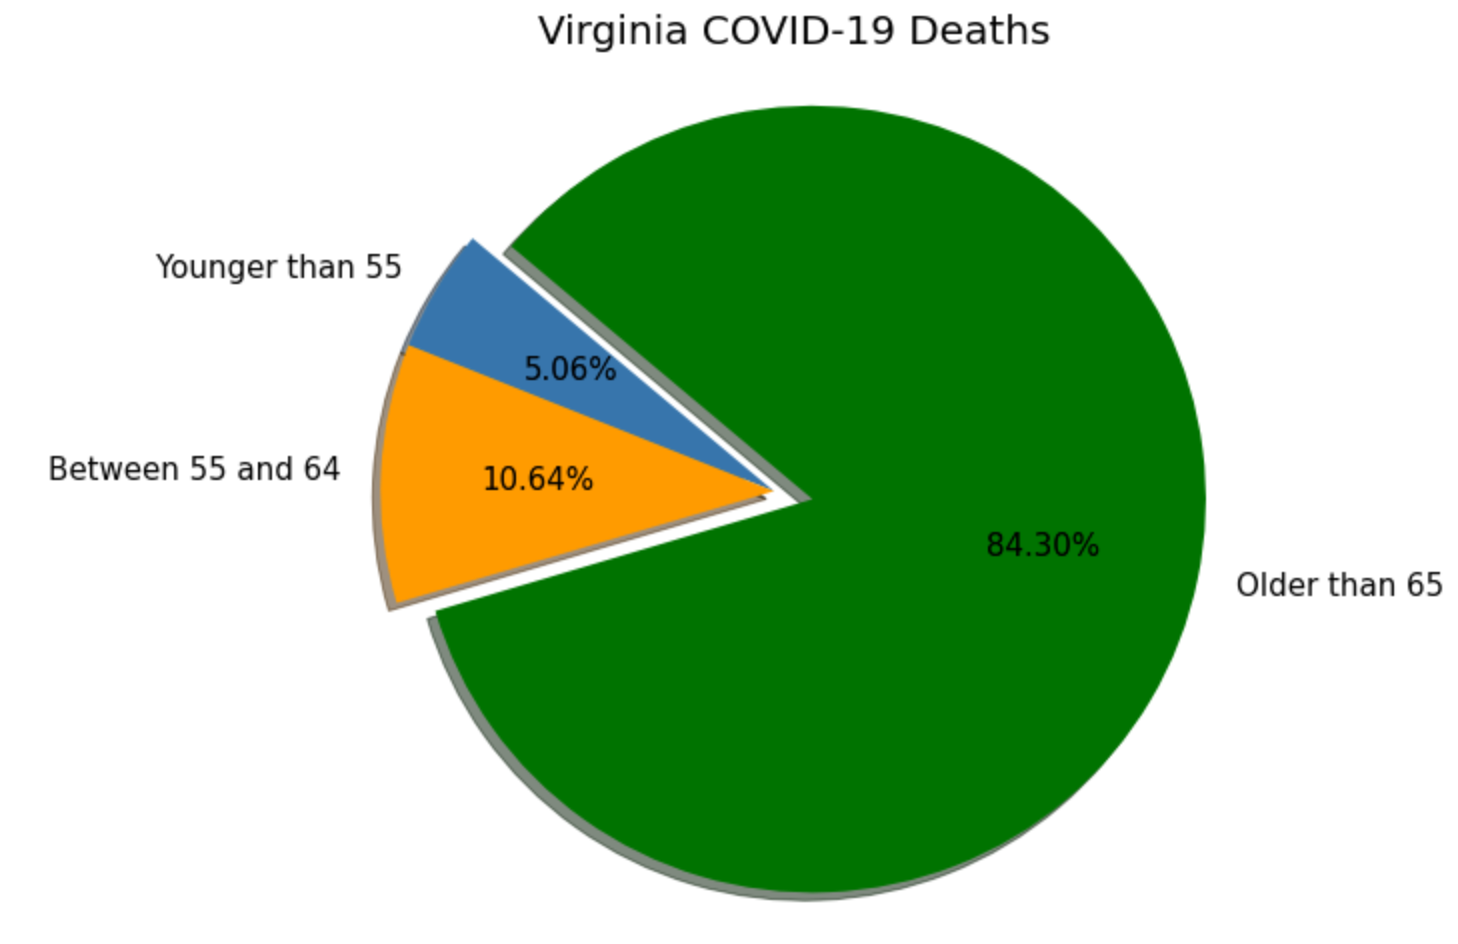 Virginia COVID-19 Deaths
Younger than 55
5.06%
Between 55 and 64
10.64%
84.30%
Older than 65